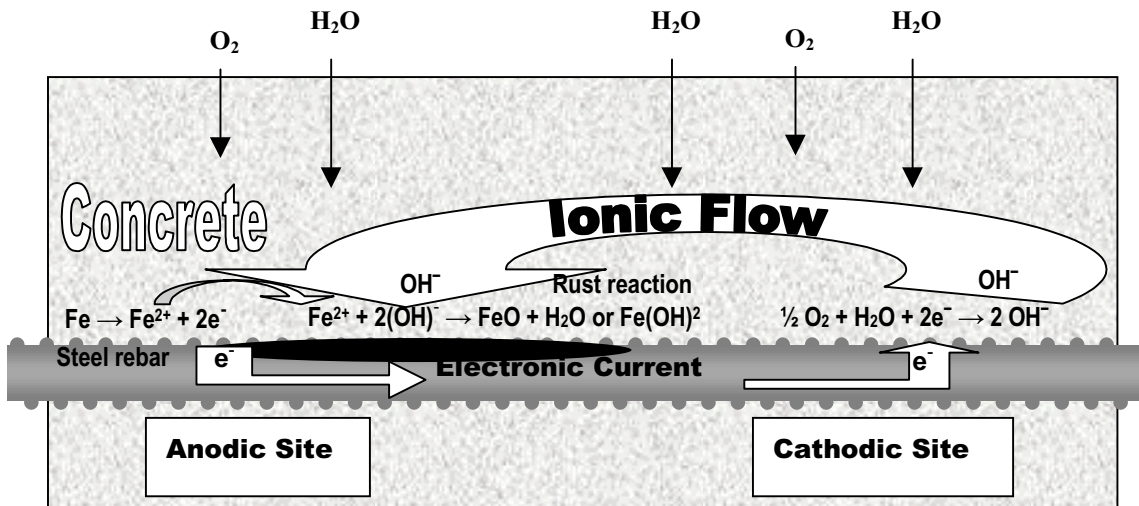 H₂O H₂O H₂O
O₂ O₂
Concrete
Ionic Flow
OH⁻ Rust reaction OH⁻
Fe → Fe²⁺ + 2e⁻ Fe²⁺ + 2(OH)⁻ → FeO + H₂O or Fe(OH)² ½ O₂ + H₂O + 2e⁻ → 2 OH⁻
Steel rebar e⁻ Electronic Current e⁻
Anodic Site Cathodic Site